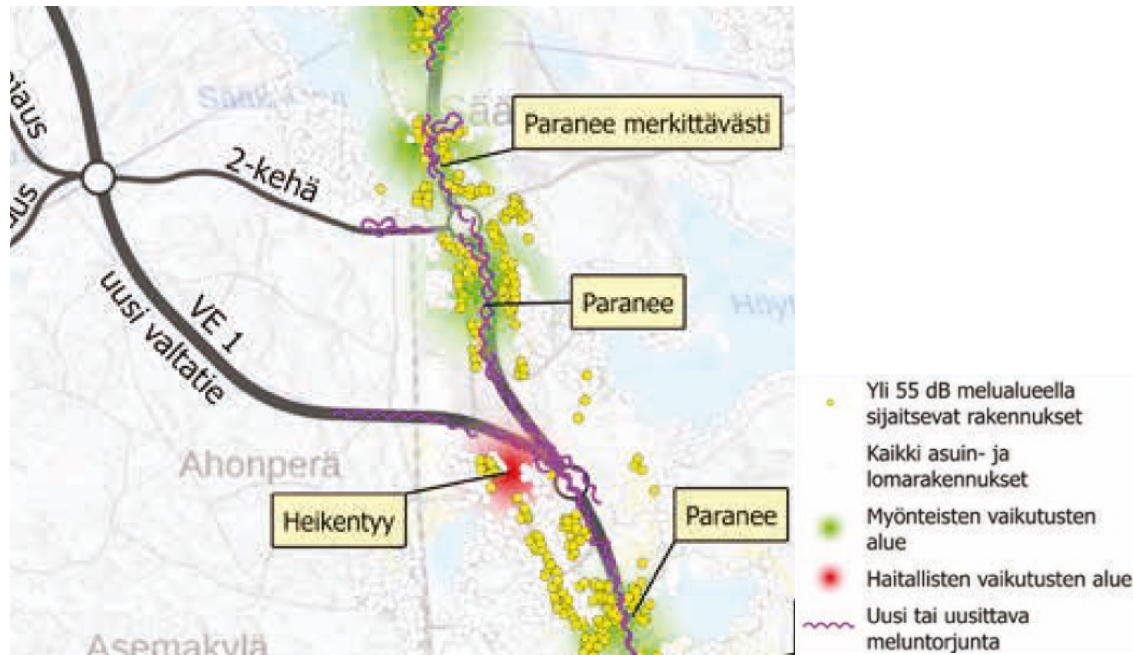 Paranee merkittävästi
2-kehä
Paranee
VE 1
uusi valtatie
Ahonperä
Heikentyy
Paranee
Asemakylä
Yli 55 dB melualueella
sijaitsevat rakennukset
Kaikki asuin- ja
lomarakennukset
Myönteisten vaikutusten
alue
Haitallisten vaikutusten alue
Uusi tai uusittava
meluntorjunta